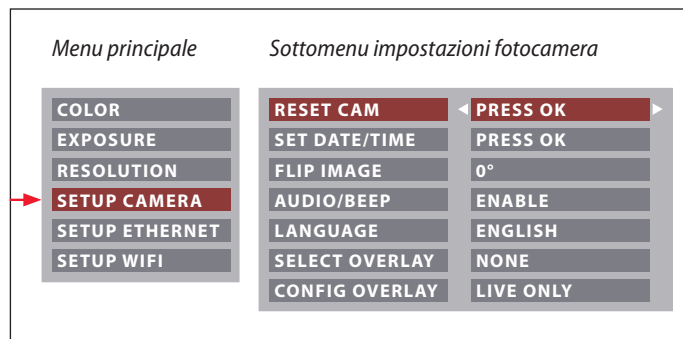 Menu principale
Sottomenu impostazioni fotocamera
COLOR
EXPOSURE
RESOLUTION
SETUP CAMERA
SETUP ETHERNET
SETUP WIFI
RESET CAM PRESS OK
SET DATE/TIME PRESS OK
FLIP IMAGE 0°
AUDIO/BEEP ENABLE
LANGUAGE ENGLISH
SELECT OVERLAY NONE
CONFIG OVERLAY LIVE ONLY